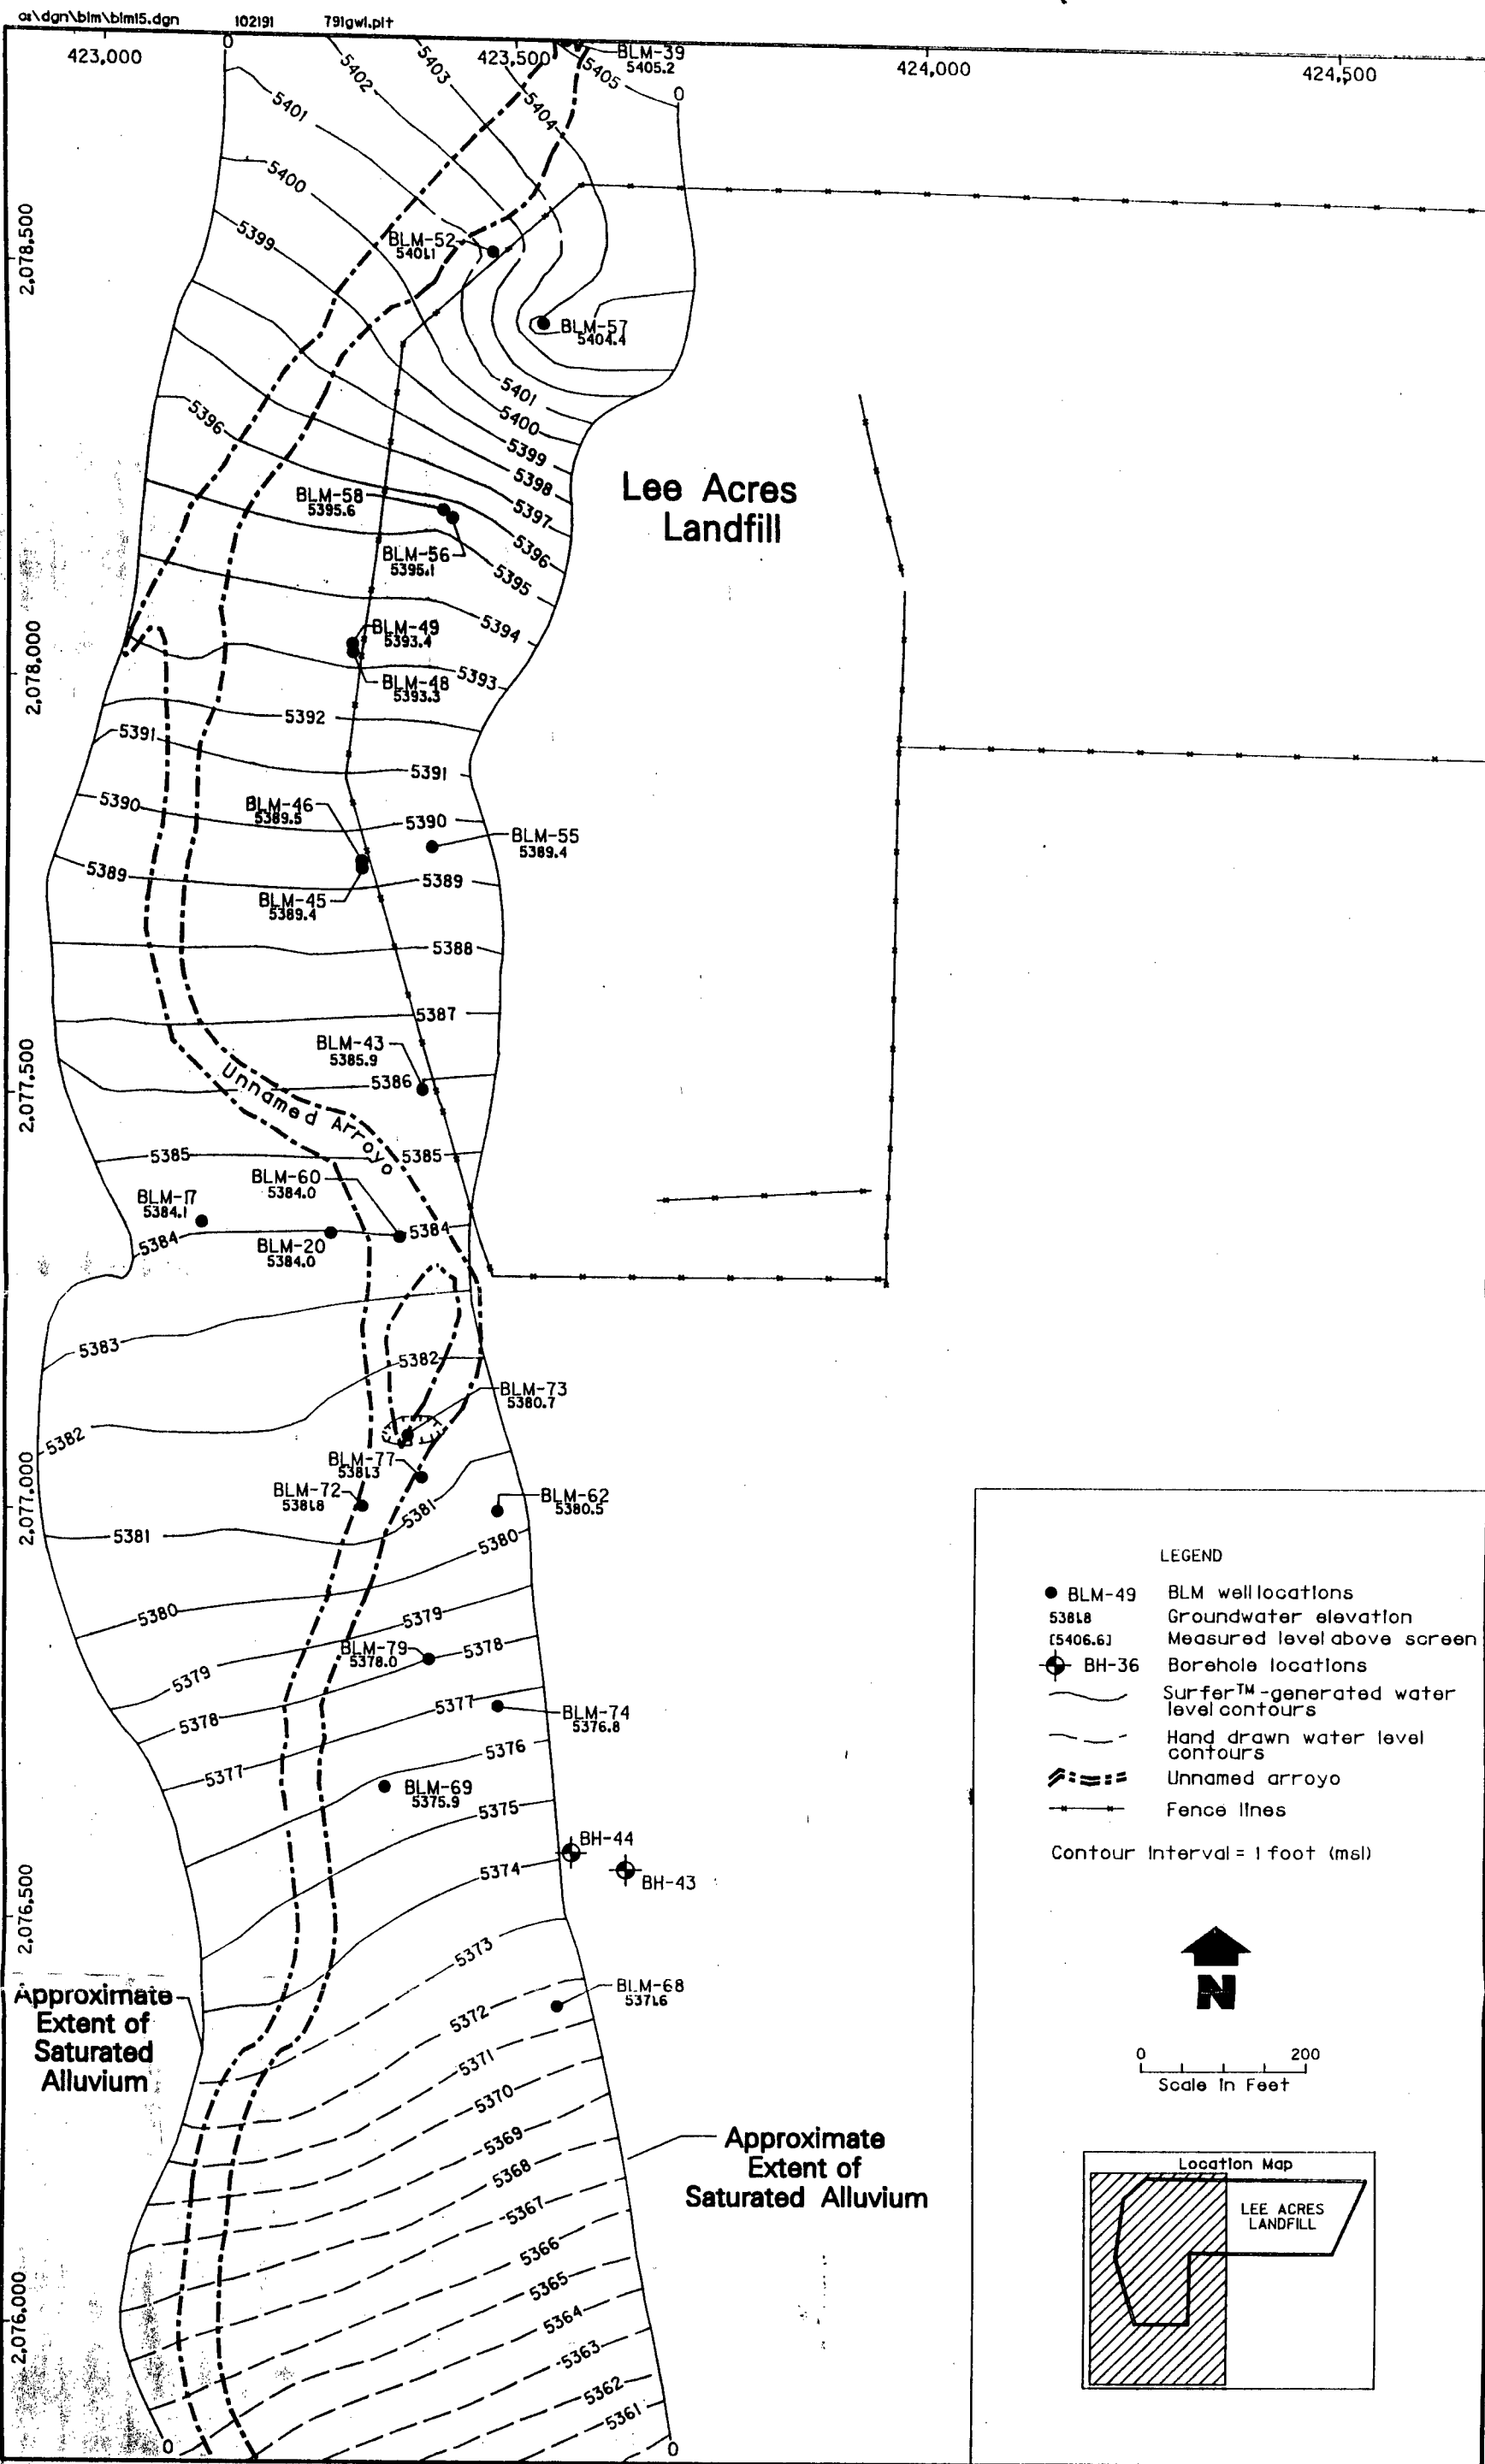 o:\dgn\blm\blm15.dgn 102191 791gwl.plt
423,000
0
423,500
424,000
424,500
BLM-39
5405.2
5405
0
5402
5403
5404
5401
5400
5399
2,078,500
BLM-52
5401.1
BLM-57
5404.4
5396
5401
5400
5399
5398
5397
5396
5395
Lee Acres
Landfill
BLM-58
5395.6
BLM-56
5395.1
5394
BLM-49
5393.4
2,078,000
BLM-48
5393.3
5393
5392
5391
5391
5390
BLM-46
5389.5
5390
BLM-55
5389.4
5389
5389
BLM-45
5389.4
5388
5387
BLM-43
5385.9
5386
2,077,500
Unnamed Arroyo
5385
5385
BLM-60
5384.0
BLM-17
5384.1
5384
5384
BLM-20
5384.0
5383
5382
BLM-73
5380.7
5382
BLM-77
5381.3
BLM-72
5381.8
5381
BLM-62
5380.5
2,077,000
5381
5380
5380
5379
BLM-79
5378.0
5378
5379
5378
5377
BLM-74
5376.8
5376
5377
BLM-69
5375.9
5375
BH-44
5374
BH-43
2,076,500
5373
BLM-68
5371.6
Approximate
Extent of
Saturated
Alluvium
5372
5371
5370
5369
5368
5367
5366
5365
5364
5363
5362
5361
Approximate
Extent of
Saturated Alluvium
2,076,000
0
0
LEGEND
BLM-49 BLM well locations
5381.8 Groundwater elevation
[5406.6] Measured level above screen
BH-36 Borehole locations
Surfer™-generated water
level contours
Hand drawn water level
contours
Unnamed arroyo
Fence lines
Contour Interval = 1 foot (msl)
N
0 200
Scale in Feet
Location Map
LEE ACRES
LANDFILL